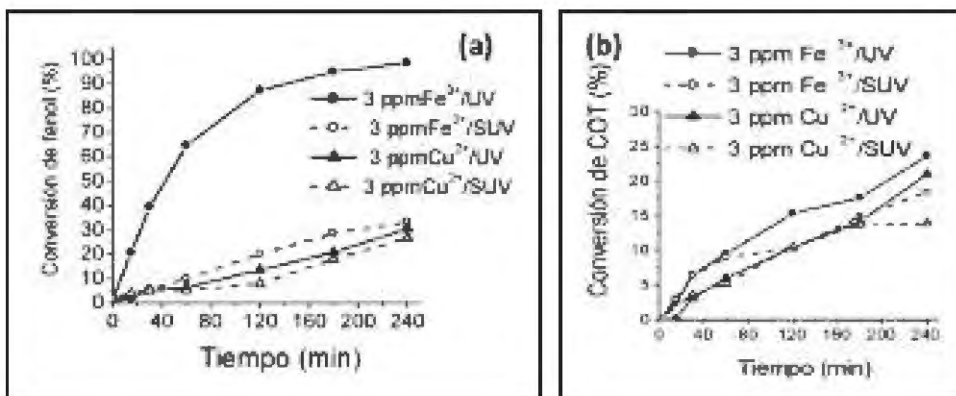 (a)
Conversión de fenol (%)
100
90
80
70
60
50
40
30
20
10
0
3 ppmFe²⁺/UV
3 ppmFe²⁺/SUV
3 ppmCu²⁺/UV
3 ppmCu²⁺/SUV
0 40 80 120 160 200 240
Tiempo (min)
(b)
Conversión de COT (%)
3 ppm Fe ²⁺/UV
3 ppm Fe ²⁺/SUV
3 ppm Cu ²⁺/UV
3 ppm Cu ²⁺/SUV
30
25
20
15
10
5
0
0 40 80 120 160 200 240
Tiempo (min)